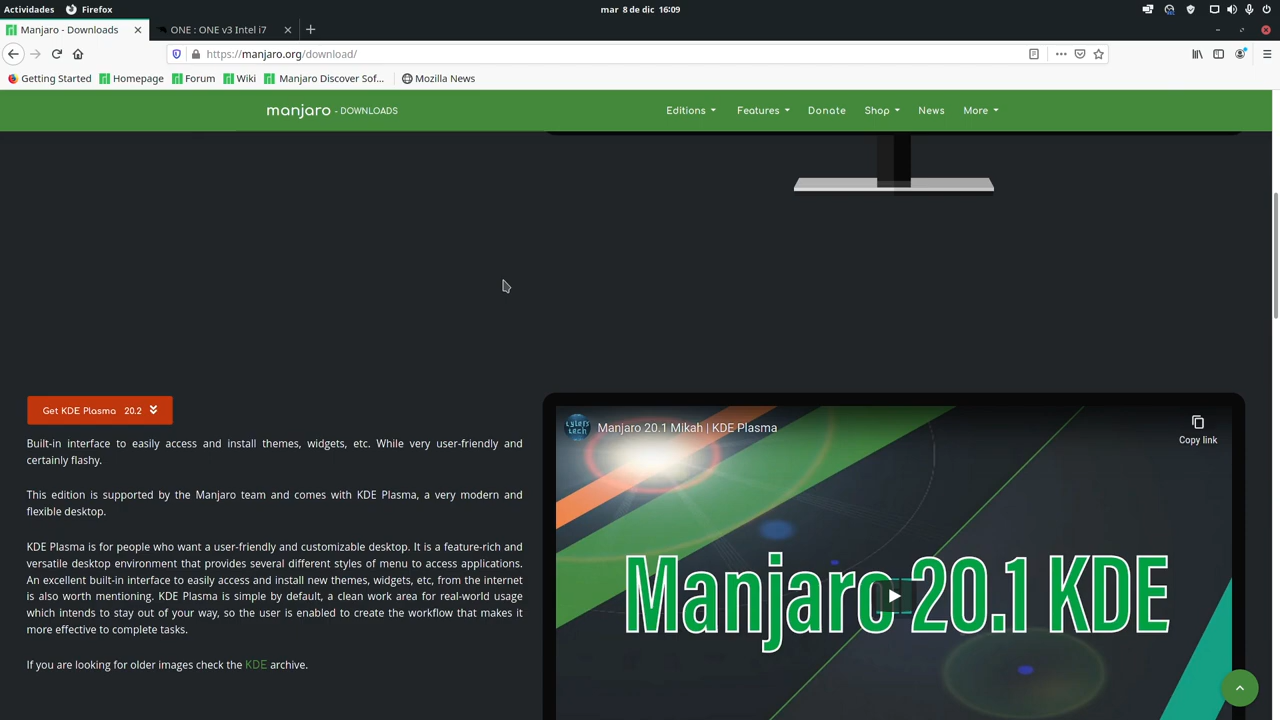 Actividades Firefox mar 8 de dic 16:09
Manjaro - Downloads ONE : ONE v3 Intel i7
https://manjaro.org/download/
Getting Started Homepage Forum Wiki Manjaro Discover Sof... Mozilla News
manjaro - DOWNLOADS Editions Features Donate Shop News More
Get KDE Plasma 20.2
Built-in interface to easily access and install themes, widgets, etc. While very user-friendly and
certainly flashy.
This edition is supported by the Manjaro team and comes with KDE Plasma, a very modern and
flexible desktop.
KDE Plasma is for people who want a user-friendly and customizable desktop. It is a feature-rich and
versatile desktop environment that provides several different styles of menu to access applications.
An excellent built-in interface to easily access and install new themes, widgets, etc, from the internet
is also worth mentioning. KDE Plasma is simple by default, a clean work area for real-world usage
which intends to stay out of your way, so the user is enabled to create the workflow that makes it
more effective to complete tasks.
If you are looking for older images check the KDE archive.
Lyler's Tech
Manjaro 20.1 Mikah | KDE Plasma
Copy link
Manjaro 20.1 KDE